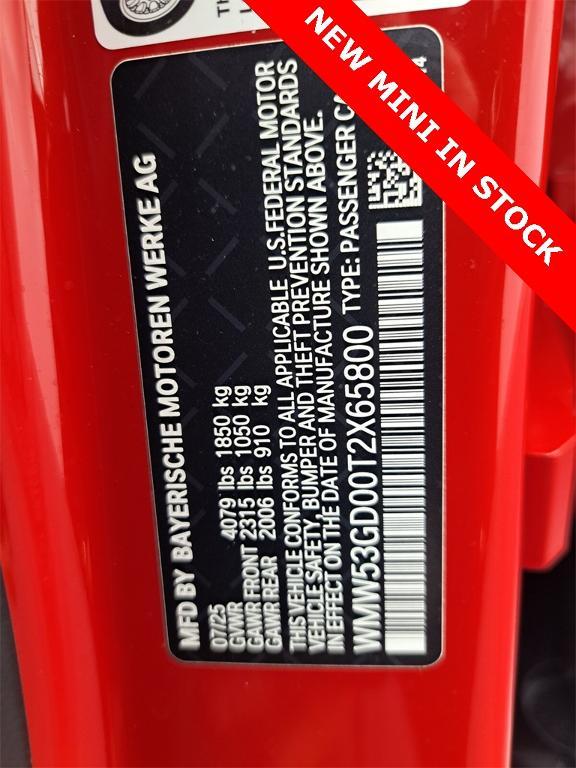 NEW MINI IN STOCK
MFD BY BAYERISCHE MOTOREN WERKE AG
07/25
GVWR 4079 lbs 1850 kg
GAWR FRONT 2315 lbs 1050 kg
GAWR REAR 2006 lbs 910 kg
THIS VEHICLE CONFORMS TO ALL APPLICABLE U.S.FEDERAL MOTOR
VEHICLE SAFETY, BUMPER AND THEFT PREVENTION STANDARDS
IN EFFECT ON THE DATE OF MANUFACTURE SHOWN ABOVE.
WMW53GD00T2X65800 TYPE: PASSENGER